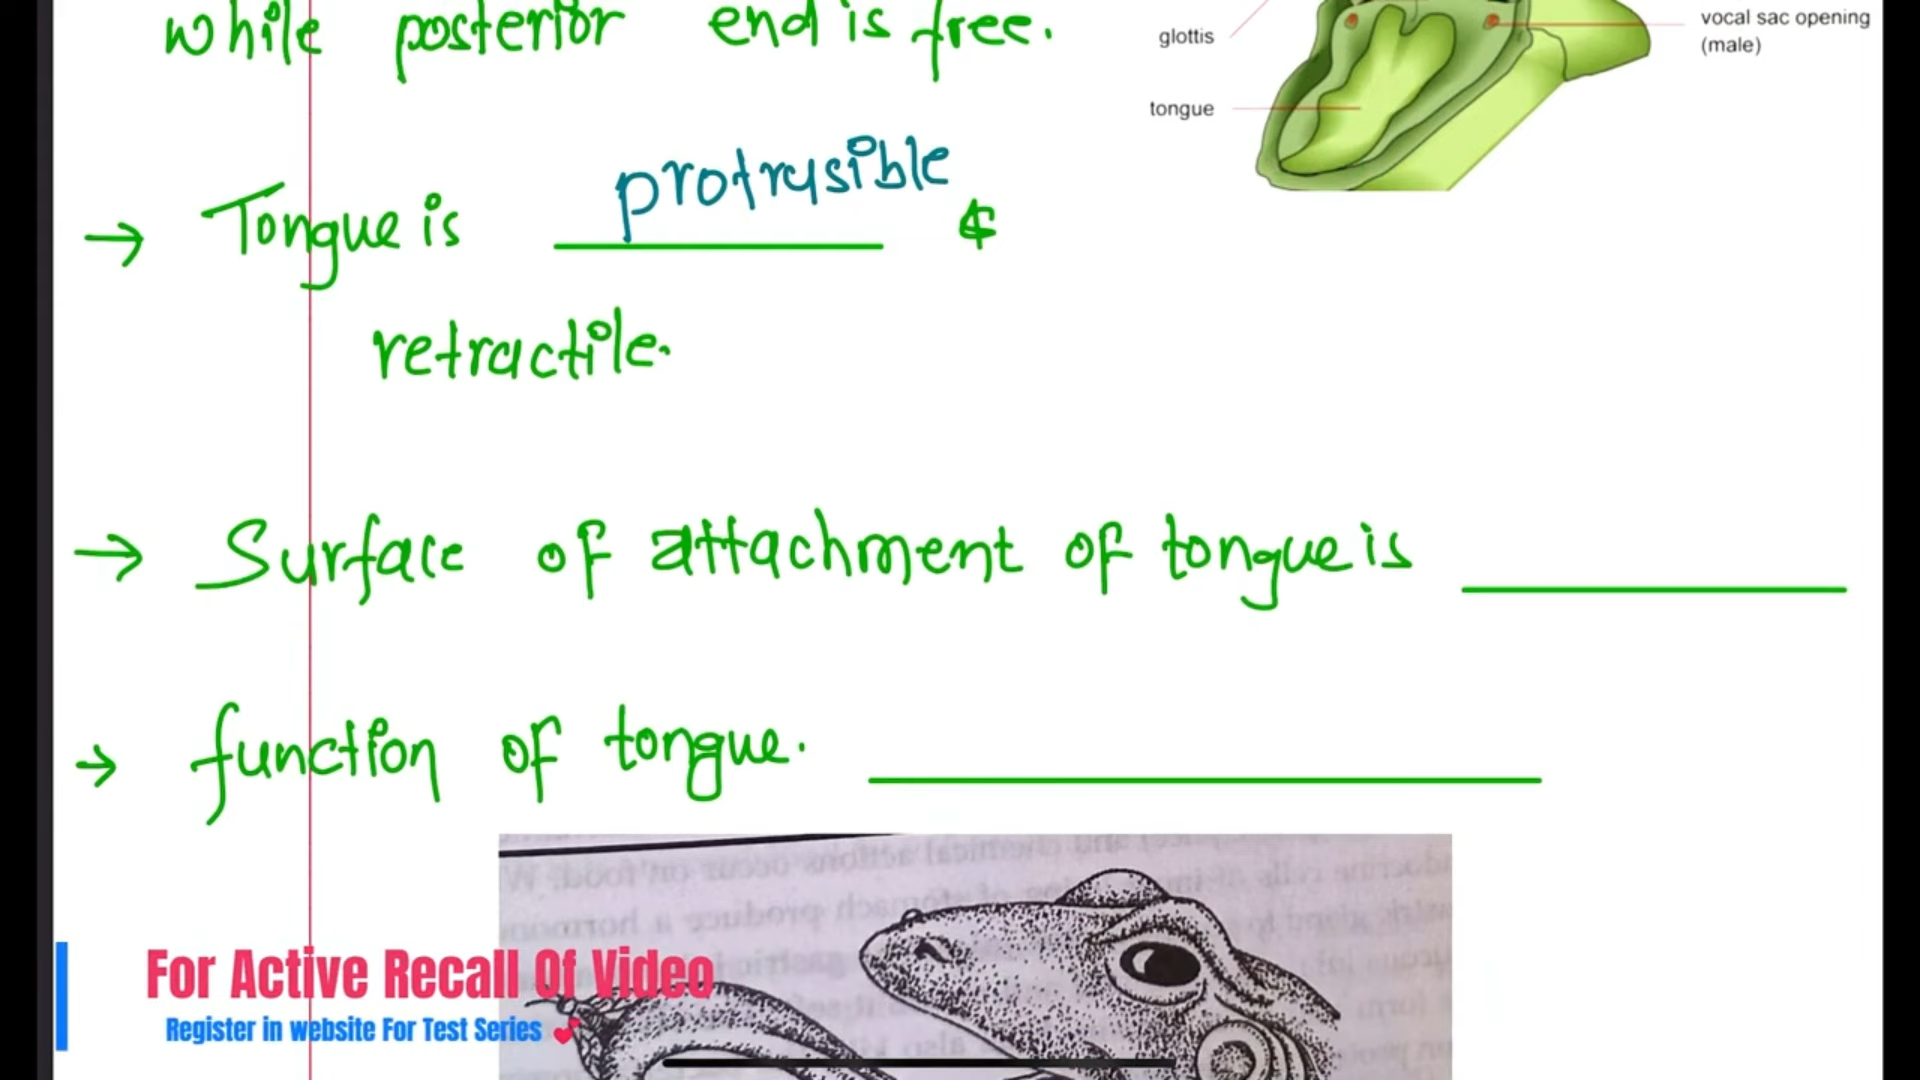 while posterior end is free.
glottis
vocal sac opening
(male)
tongue
→ Tongue is protrusible &
retractile.
→ Surface of attachment of tongue is
→ function of tongue.
For Active Recall Of Video
Register in website For Test Series